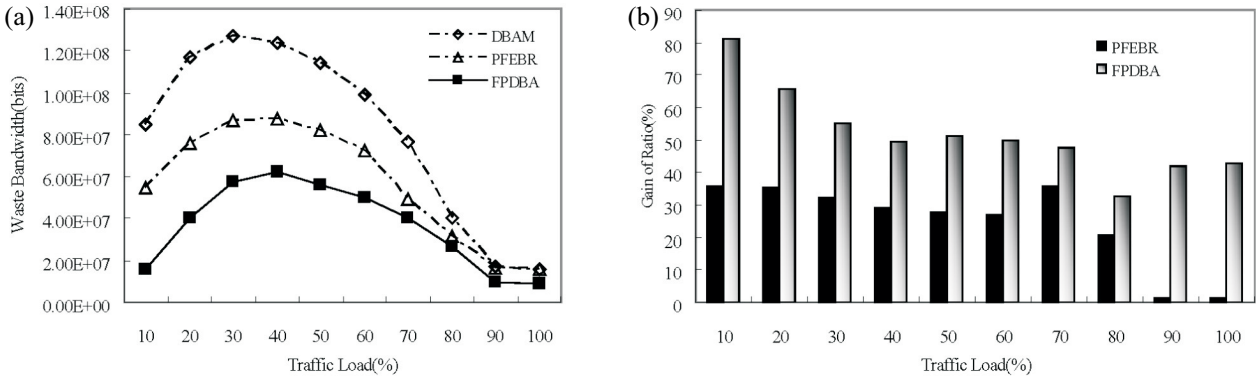 (a)
Waste Bandwidth(bits)
1.40E+08
1.20E+08
1.00E+08
8.00E+07
6.00E+07
4.00E+07
2.00E+07
0.00E+00
DBAM
PFEBR
FPDBA
10 20 30 40 50 60 70 80 90 100
Traffic Load(%)
(b)
Gain of Ratio(%)
90
80
70
60
50
40
30
20
10
0
PFEBR
FPDBA
10 20 30 40 50 60 70 80 90 100
Traffic Load(%)